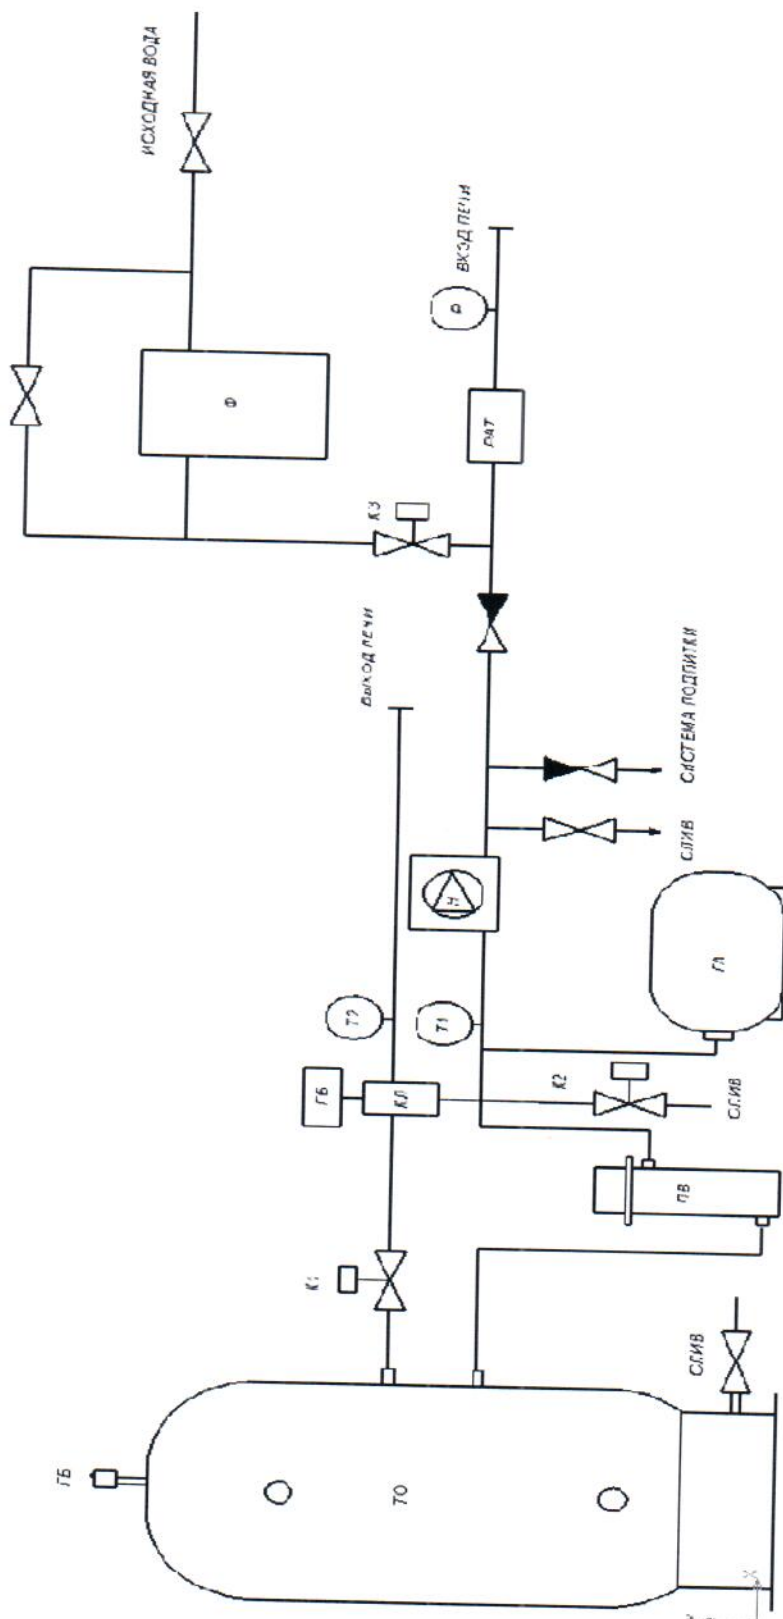 ИСХОДНАЯ ВОДА
ВХОД ПЕЧИ
Р
Ф
РАТ
К3
ВЫХОД ПЕЧИ
СИСТЕМА ПОДПИТКИ
СЛИВ
Н
ГА
Т2
Т1
ГБ
КЛ
К2
СЛИВ
ПВ
К1
СЛИВ
ГБ
ТО
X